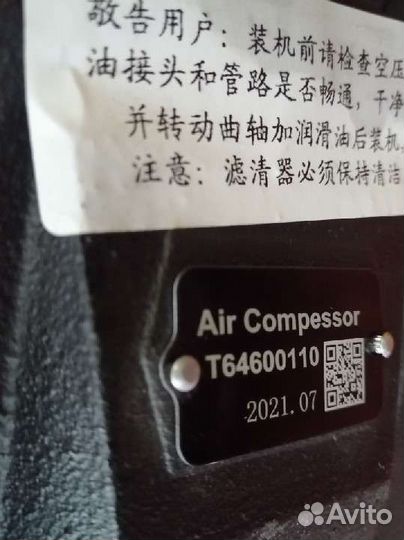 敬告用户：装机前请检查空压
油接头和管路是否畅通，干净
并转动曲轴加润滑油后装机，
注意：滤清器必须保持清洁
Air Compessor
T64600110
2021.07
Avito